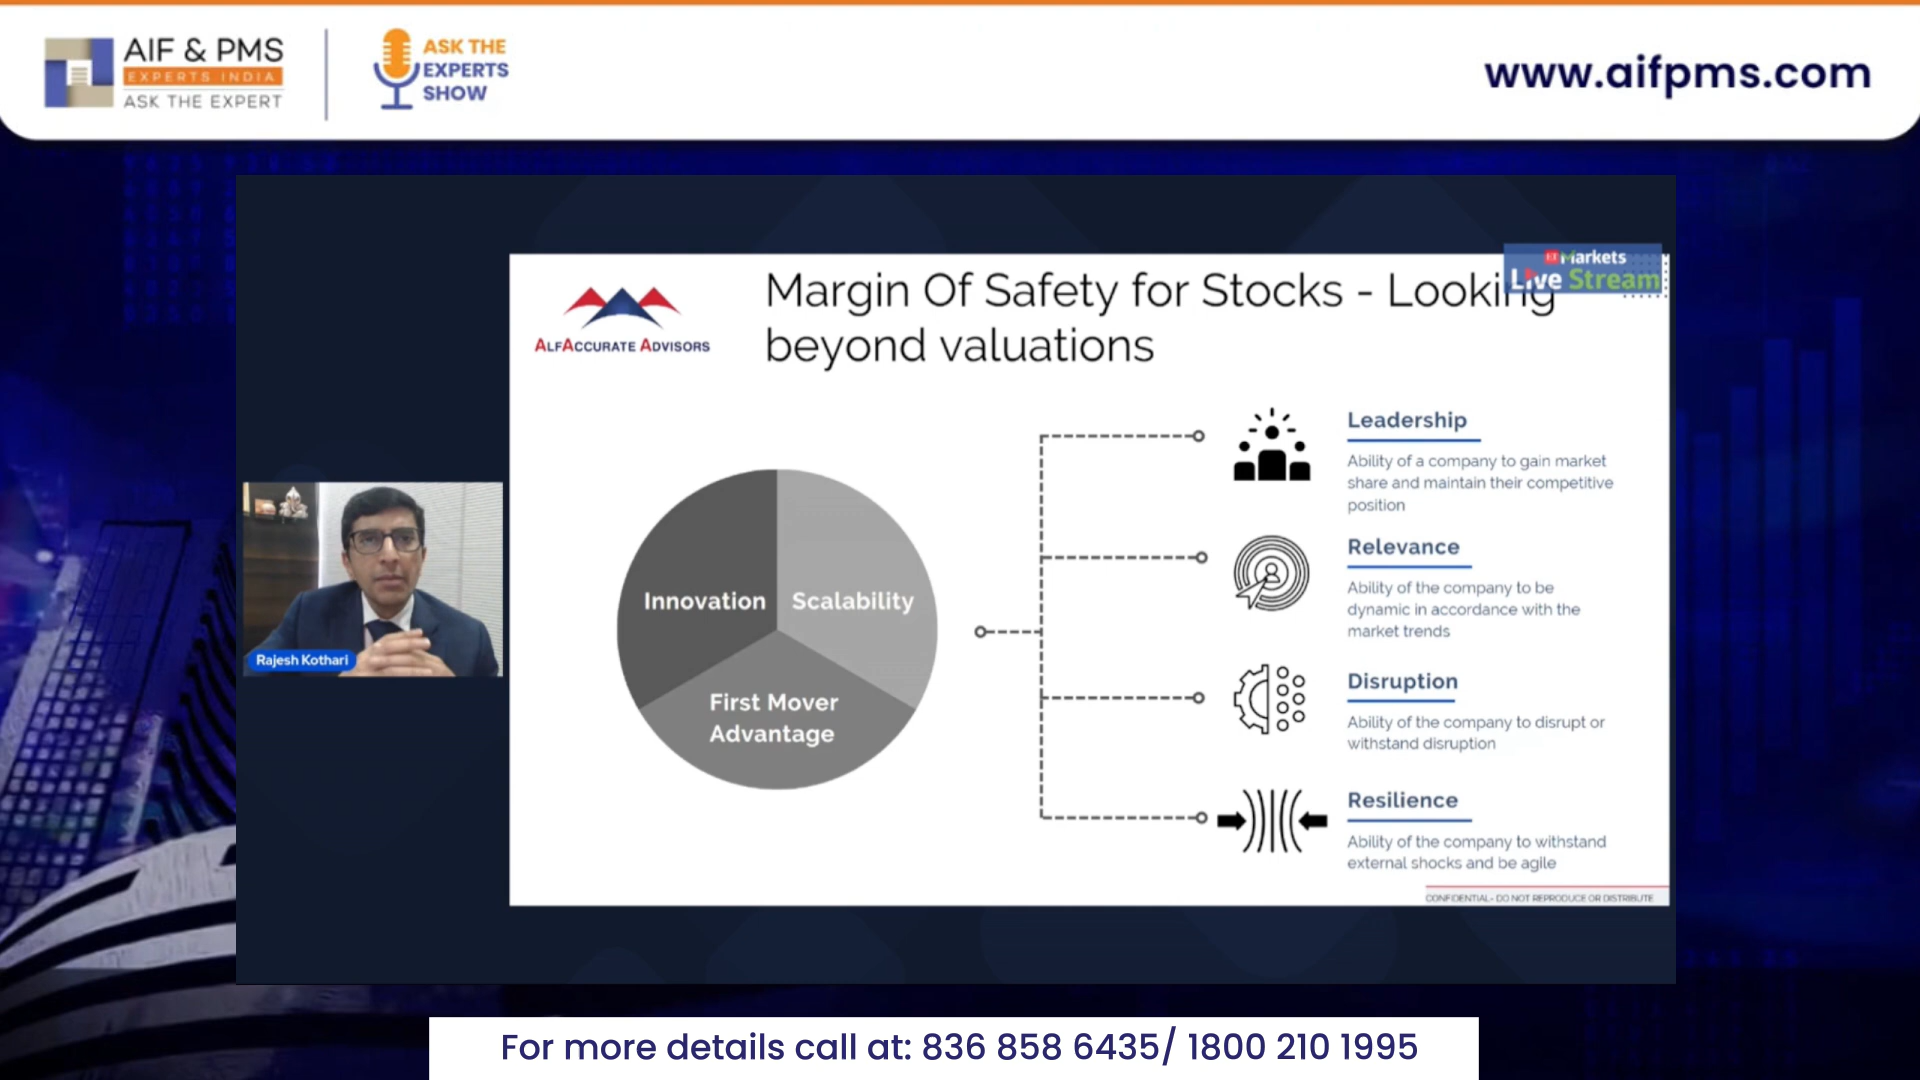 AIF & PMS
EXPERTS INDIA
ASK THE EXPERT
ASK THE
EXPERTS
SHOW
www.aifpms.com
ET Markets
Live Stream
ALFACCURATE ADVISORS
Margin Of Safety for Stocks - Looking
beyond valuations
Innovation
Scalability
First Mover
Advantage
Leadership
Ability of a company to gain market
share and maintain their competitive
position
Relevance
Ability of the company to be
dynamic in accordance with the
market trends
Disruption
Ability of the company to disrupt or
withstand disruption
Resilience
Ability of the company to withstand
external shocks and be agile
CONFIDENTIAL- DO NOT REPRODUCE OR DISTRIBUTE
Rajesh Kothari
For more details call at: 836 858 6435/ 1800 210 1995